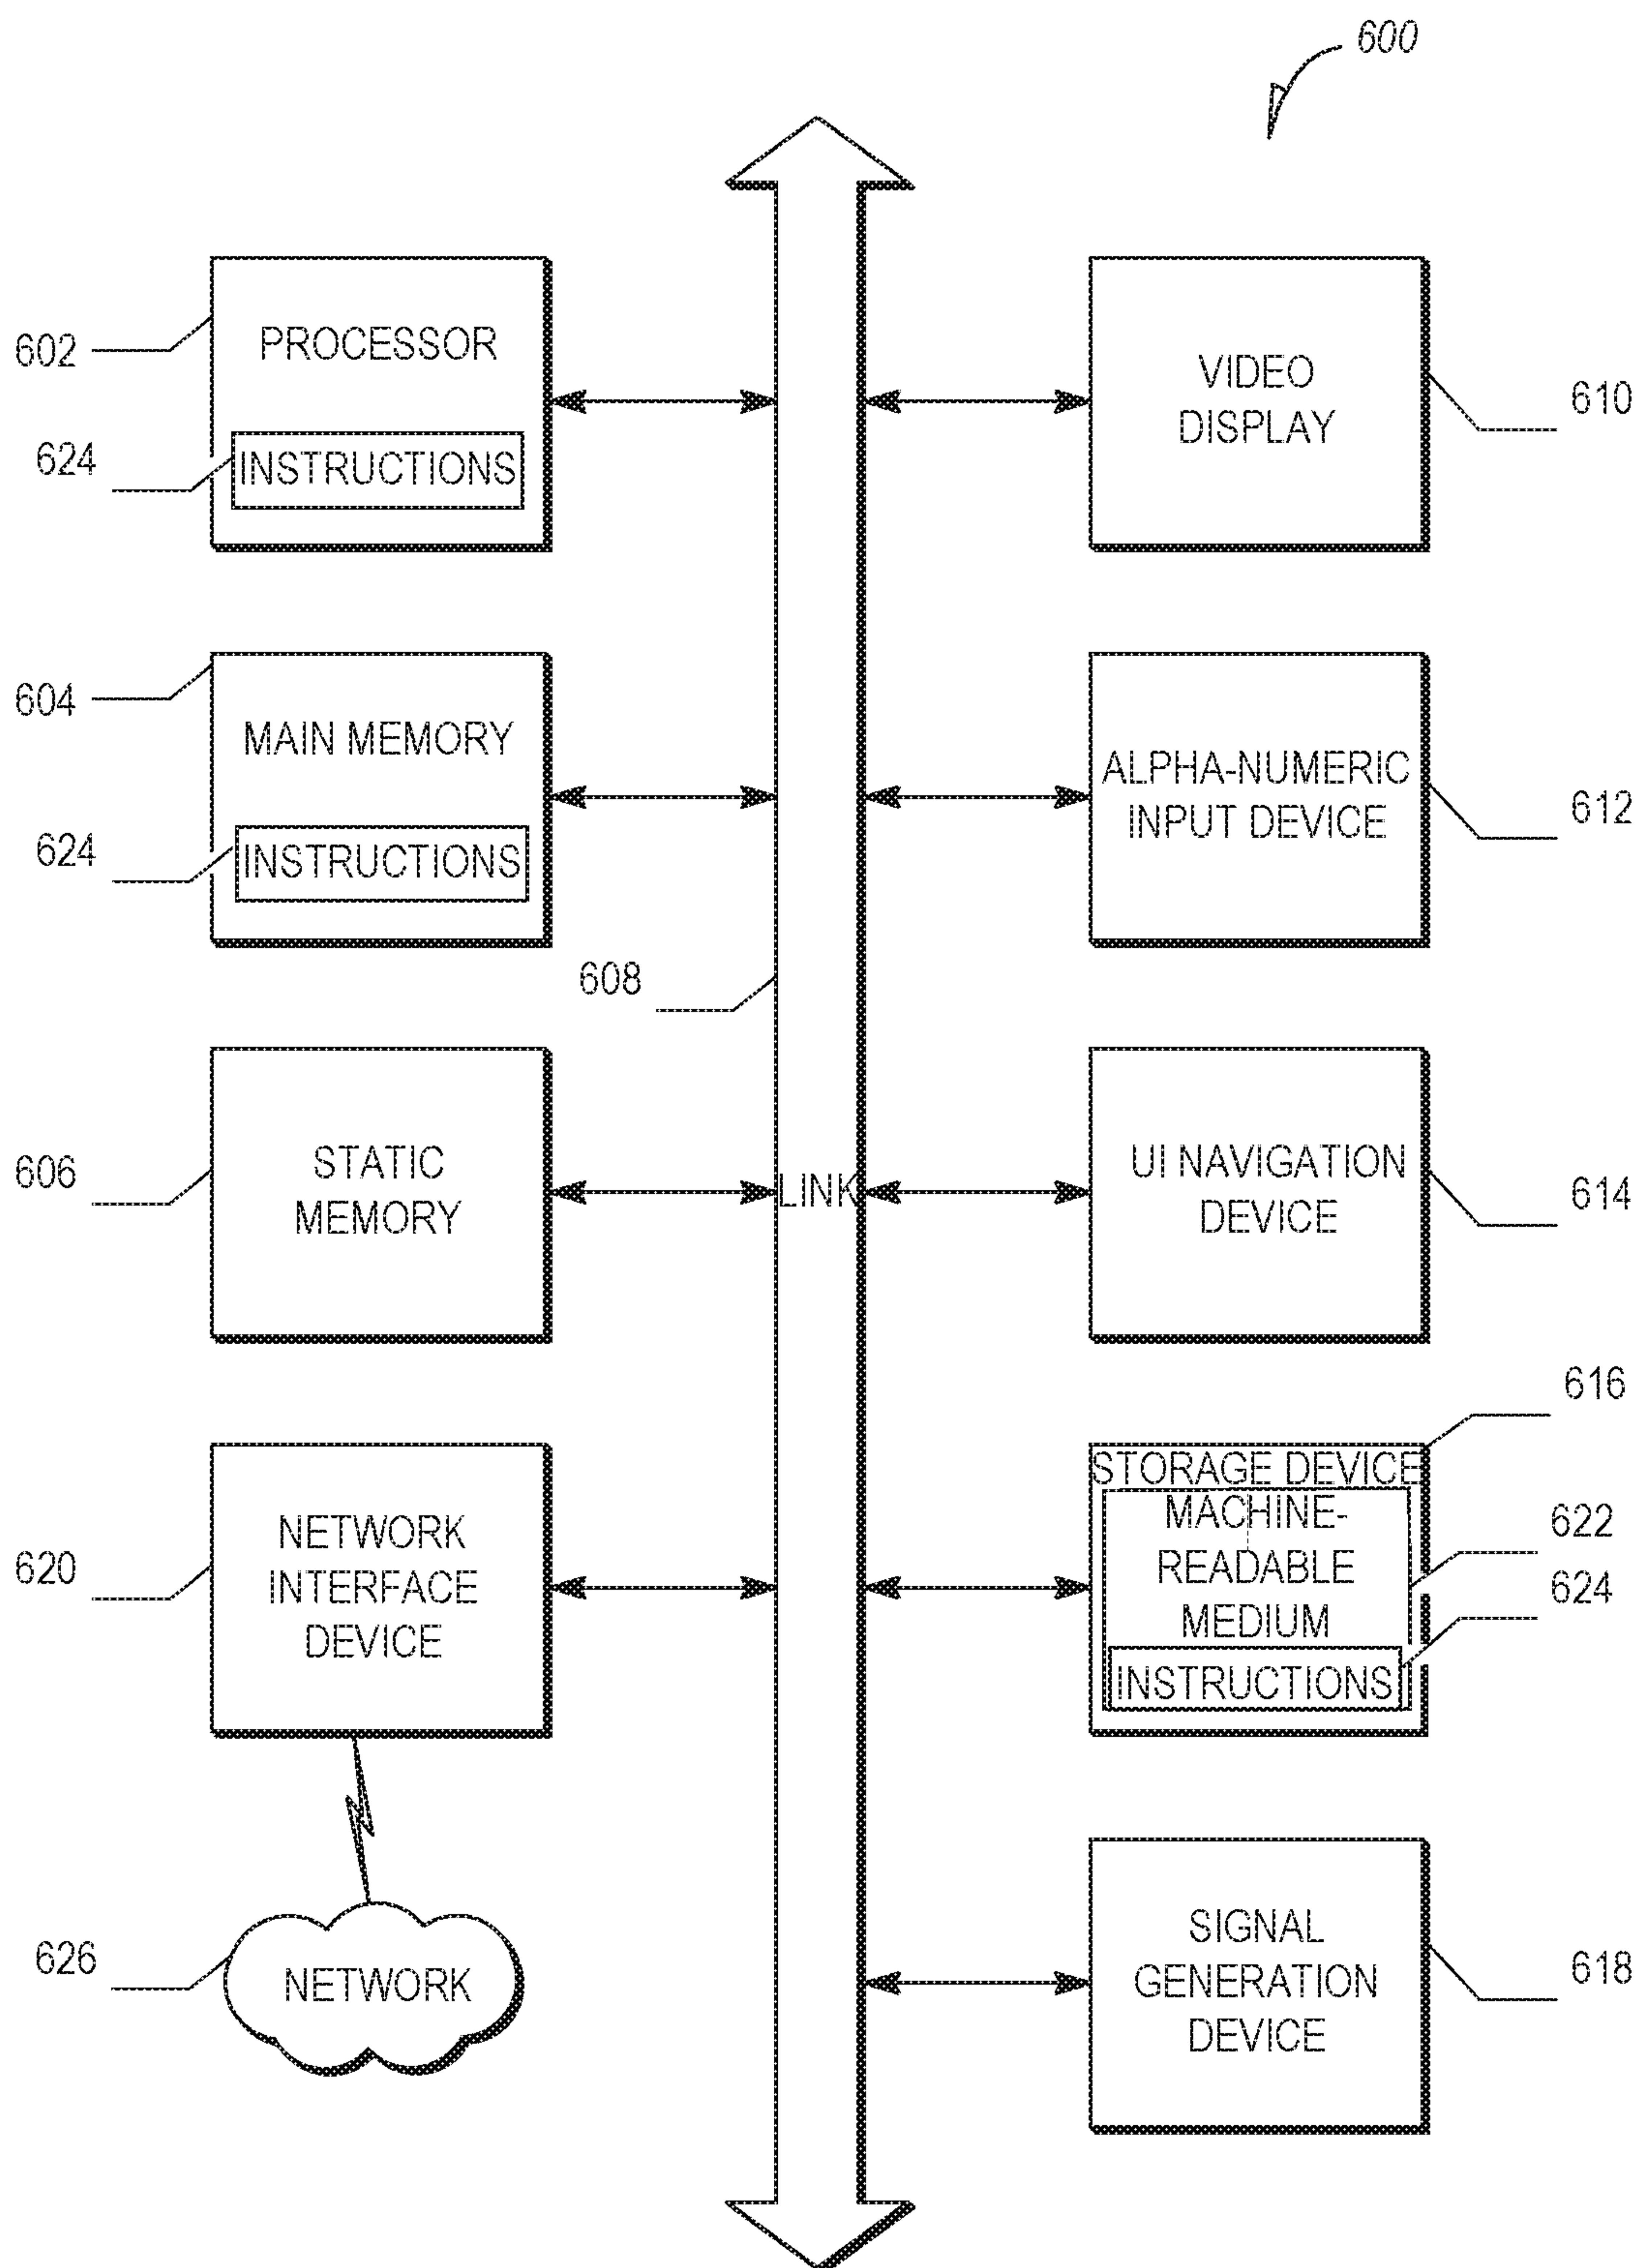 600
602
PROCESSOR
624
INSTRUCTIONS
VIDEO
DISPLAY
610
604
MAIN MEMORY
624
INSTRUCTIONS
ALPHA-NUMERIC
INPUT DEVICE
612
608
606
STATIC
MEMORY
LINK
UI NAVIGATION
DEVICE
614
616
620
NETWORK
INTERFACE
DEVICE
STORAGE DEVICE
MACHINE-
READABLE
MEDIUM
INSTRUCTIONS
622
624
626
NETWORK
SIGNAL
GENERATION
DEVICE
618